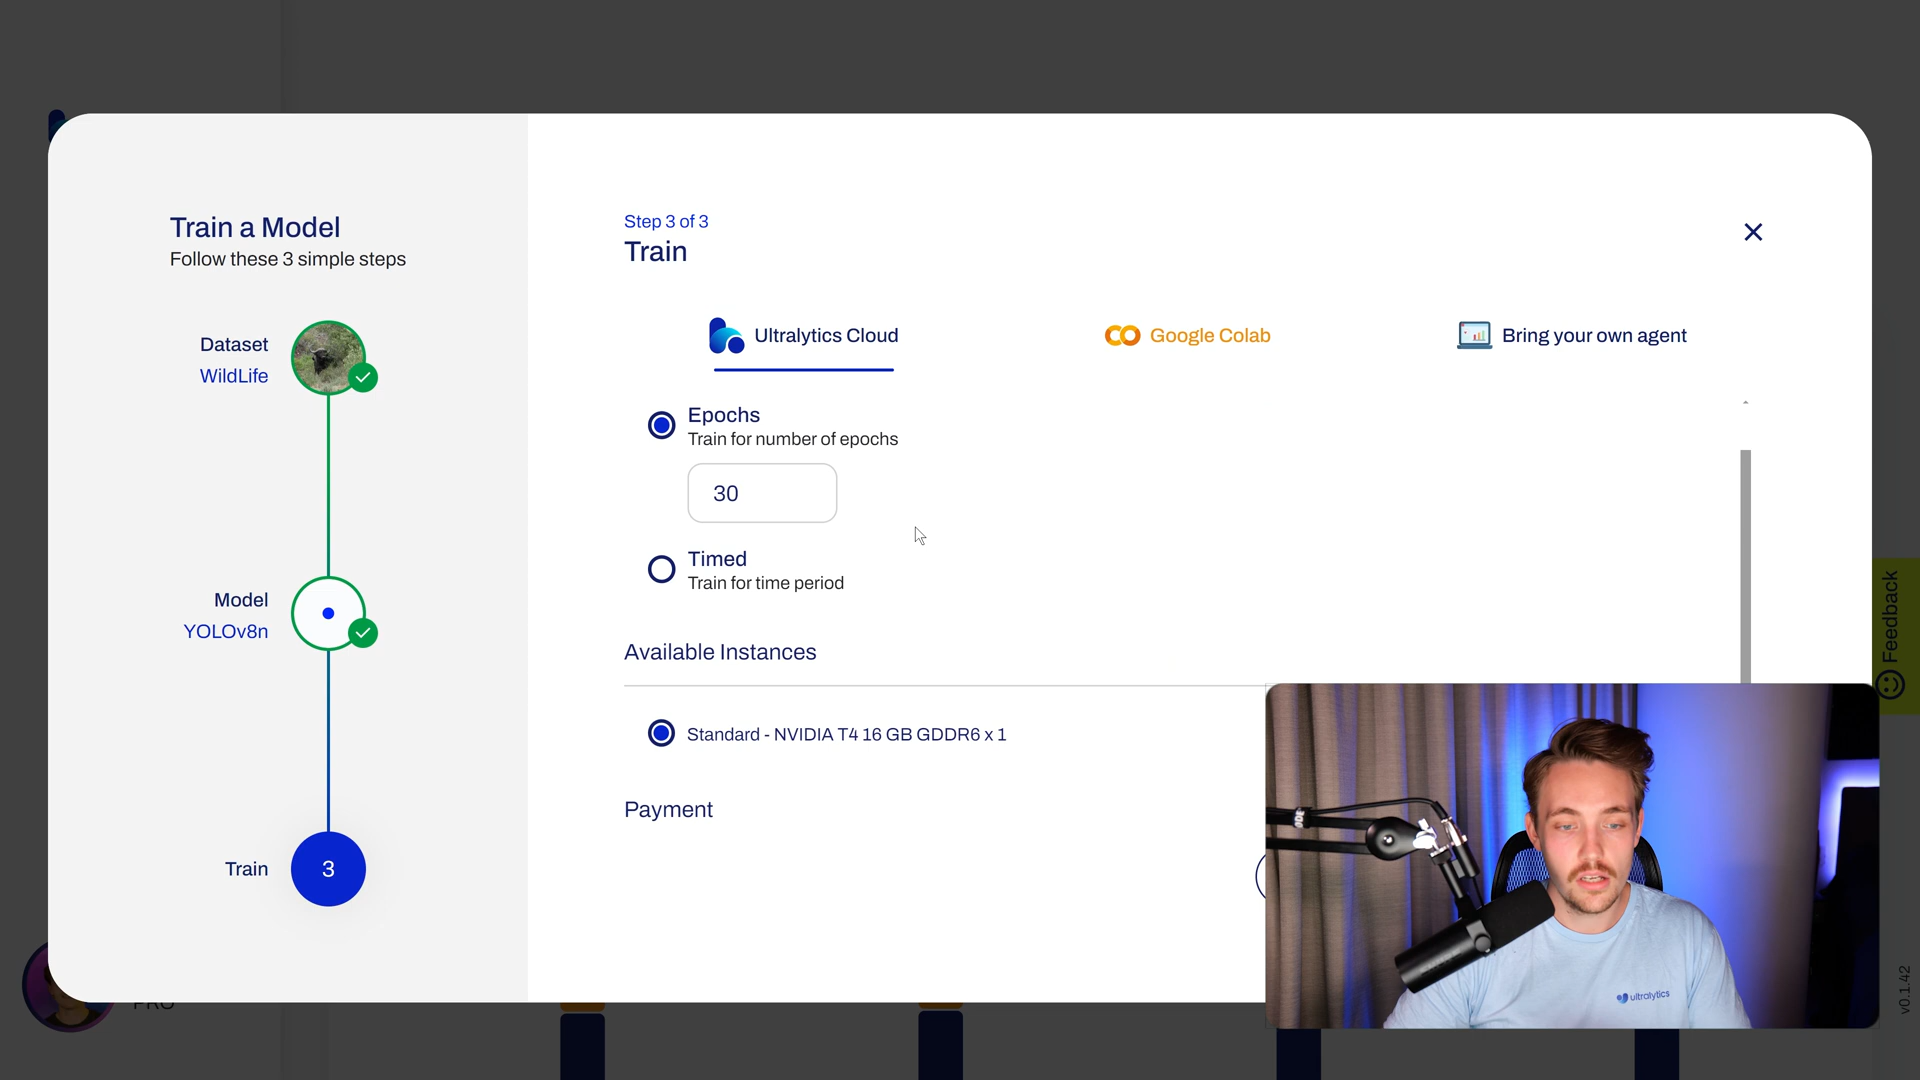 Train a Model
Follow these 3 simple steps
Dataset
WildLife
Model
YOLOv8n
Train
3
Step 3 of 3
Train
Ultralytics Cloud
Google Colab
Bring your own agent
Epochs
Train for number of epochs
30
Timed
Train for time period
Available Instances
Standard - NVIDIA T4 16 GB GDDR6 x 1
Payment
Feedback
v0.1.42
PRO
RODE
ultralytics